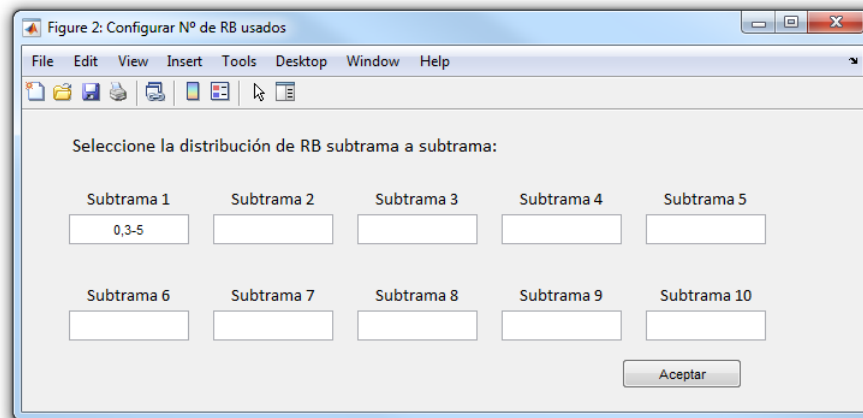 Figure 2: Configurar Nº de RB usados
File Edit View Insert Tools Desktop Window Help
Seleccione la distribución de RB subtrama a subtrama:
Subtrama 1 Subtrama 2 Subtrama 3 Subtrama 4 Subtrama 5
0,3-5
Subtrama 6 Subtrama 7 Subtrama 8 Subtrama 9 Subtrama 10
Aceptar